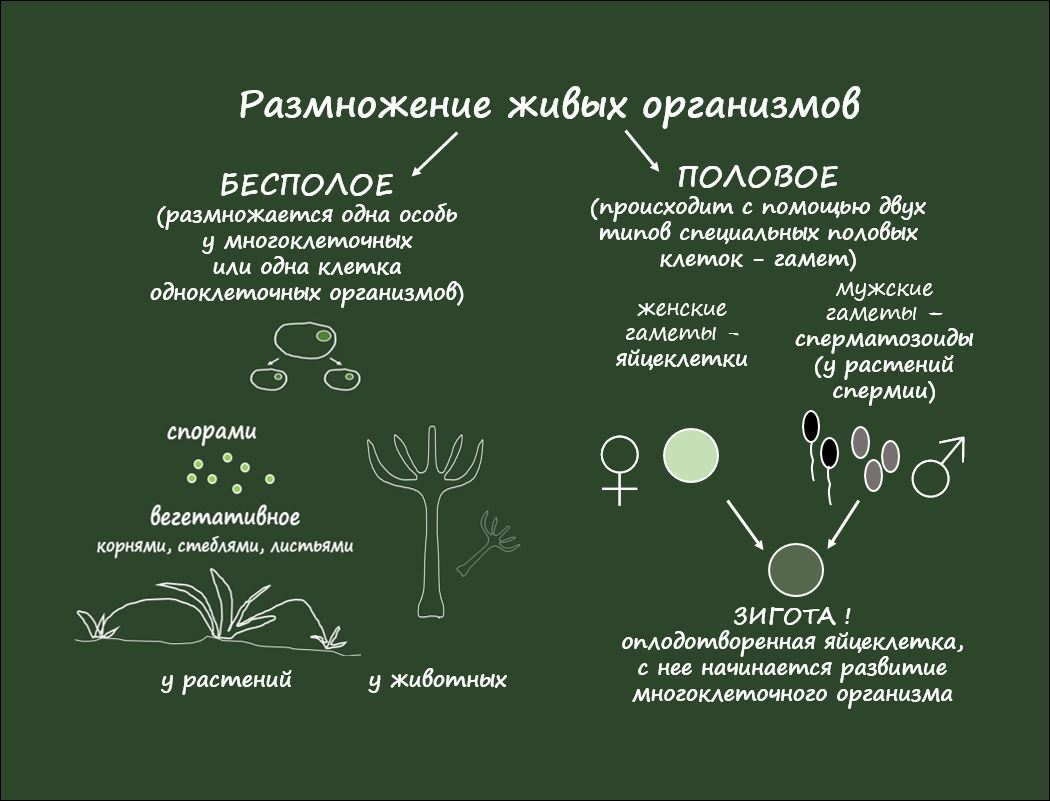 Размножение живых организмов
БЕСПОЛОЕ
(размножается одна особь
у многоклеточных
или одна клетка
одноклеточных организмов)
спорами
вегетативное
корнями, стеблями, листьями
у растений
у животных
ПОЛОВОЕ
(происходит с помощью двух
типов специальных половых
клеток - гамет)
женские
гаметы -
яйцеклетки
мужские
гаметы –
сперматозоиды
(у растений
спермии)
ЗИГОТА !
оплодотворенная яйцеклетка,
с нее начинается развитие
многоклеточного организма